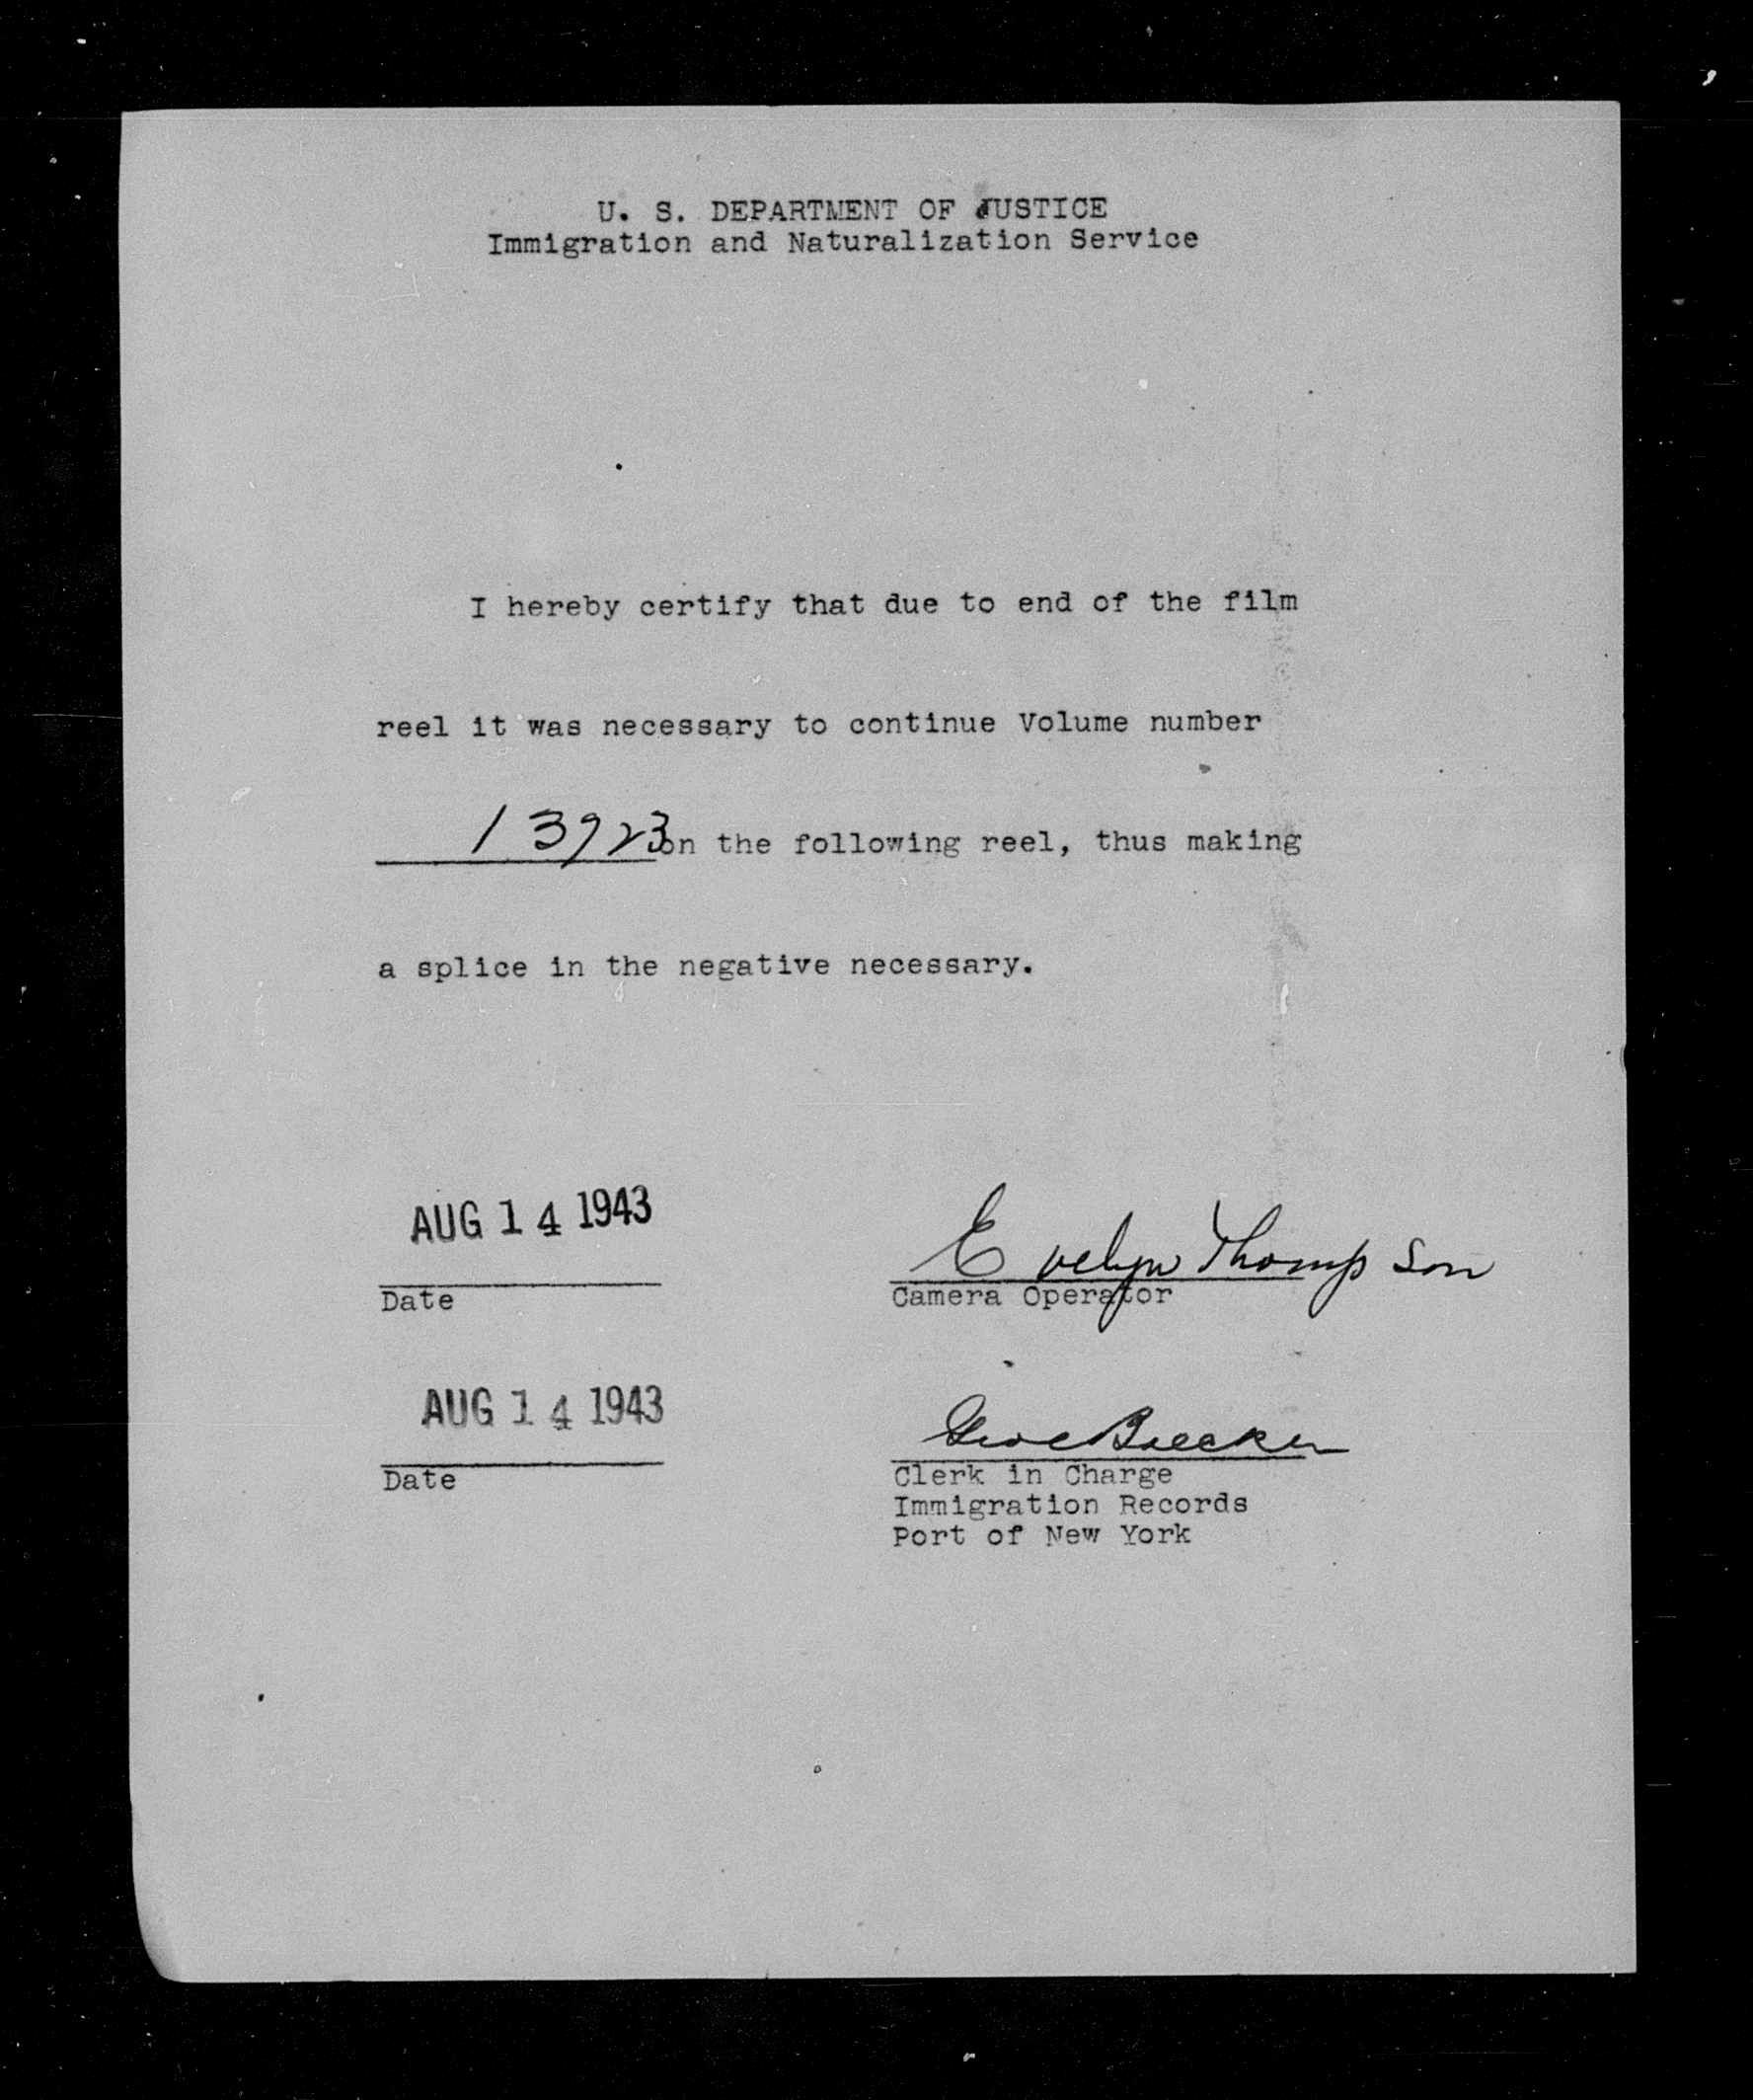 U. S. DEPARTMENT OF JUSTICE
Immigration and Naturalization Service
I hereby certify that due to end of the film
reel it was necessary to continue Volume number
13923 on the following reel, thus making
a splice in the negative necessary.
AUG 14 1943
Evelyn Thompson
Date
Camera Operator
AUG 14 1943
Date
Clerk in Charge
Immigration Records
Port of New York